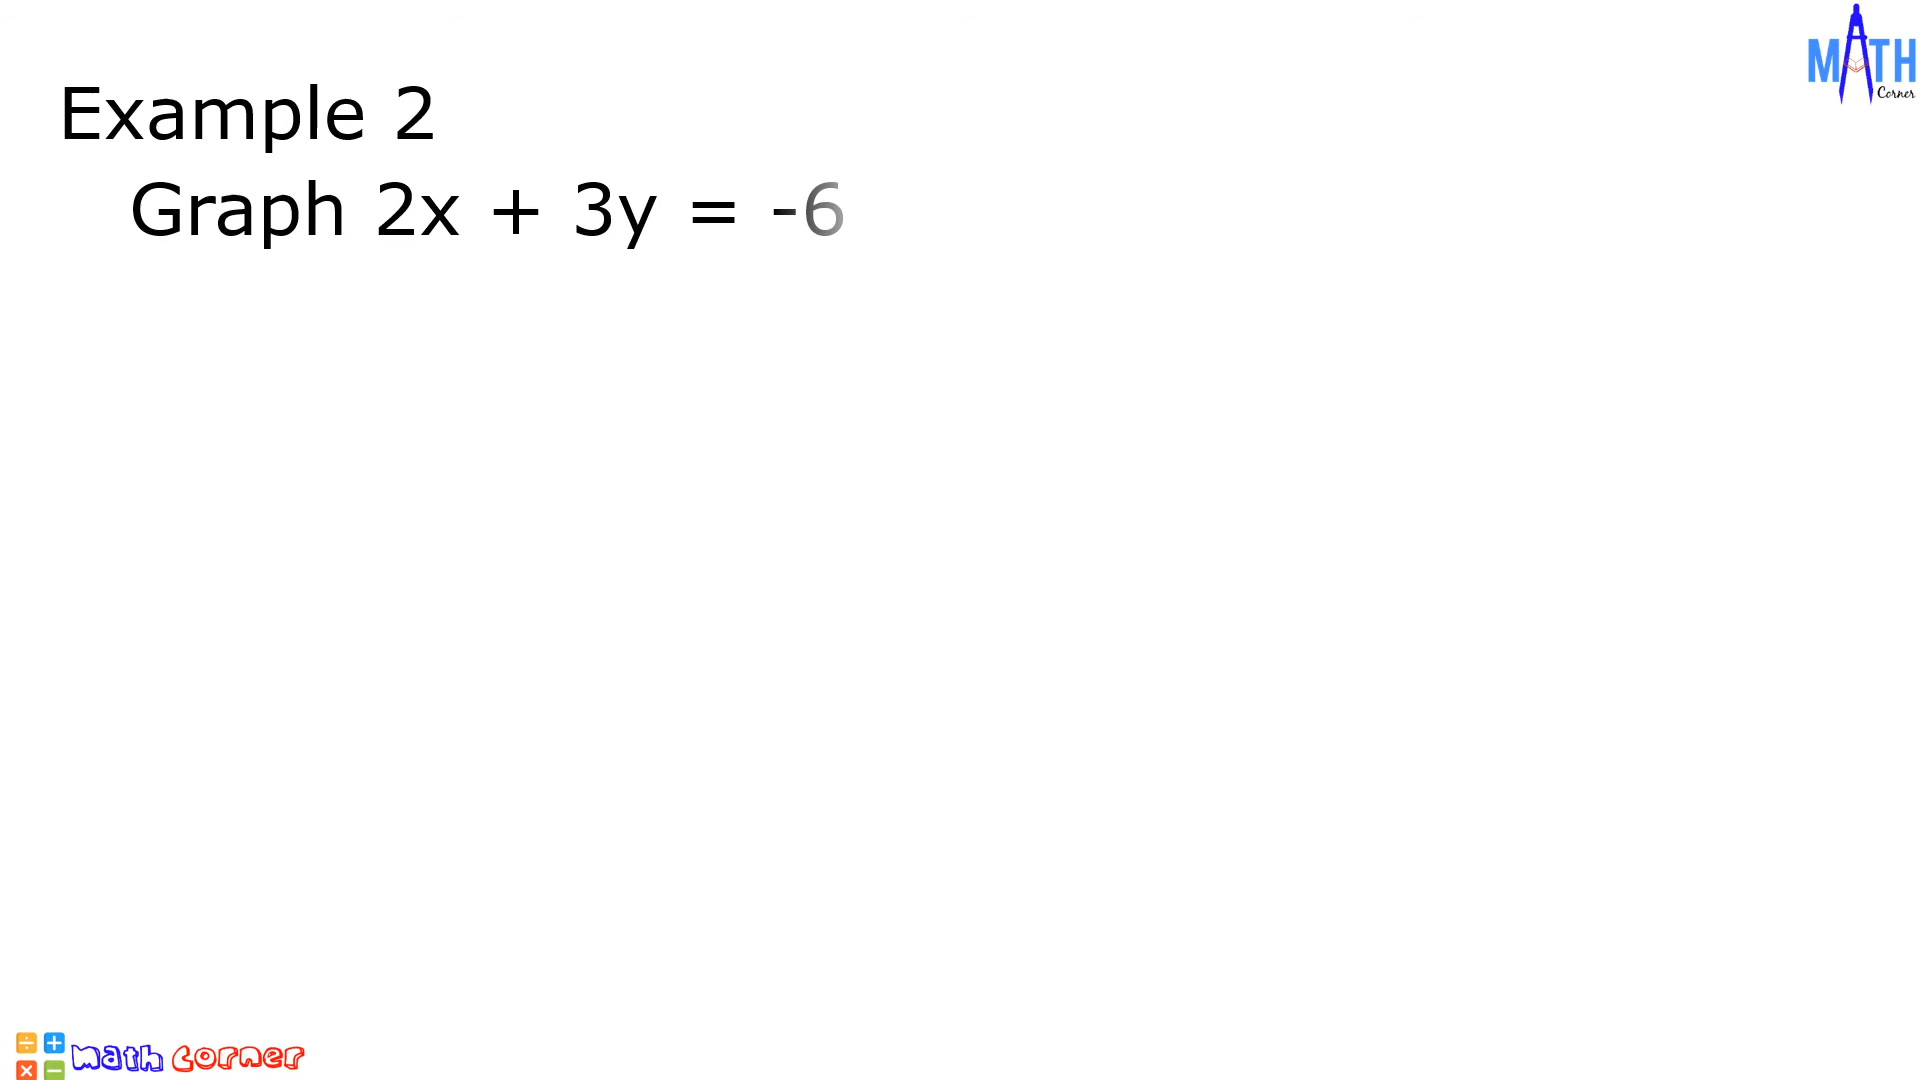 MATH
Corner
Example 2
Graph 2x + 3y = -6
math corner